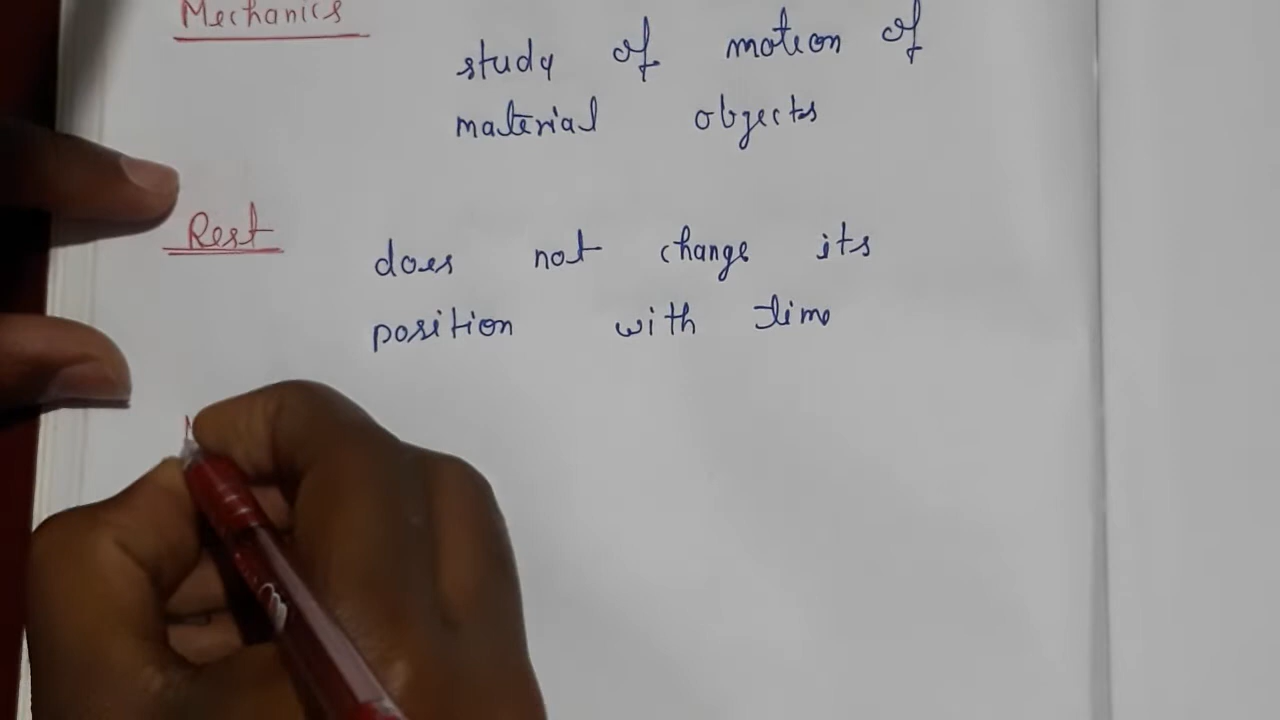 Mechanics
study of motion of
material objects
Rest
does not change its
position with time